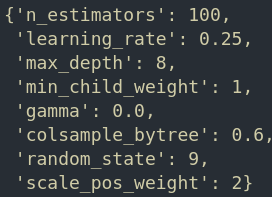 {'n_estimators': 100,
'learning_rate': 0.25,
'max_depth': 8,
'min_child_weight': 1,
'gamma': 0.0,
'colsample_bytree': 0.6,
'random_state': 9,
'scale_pos_weight': 2}